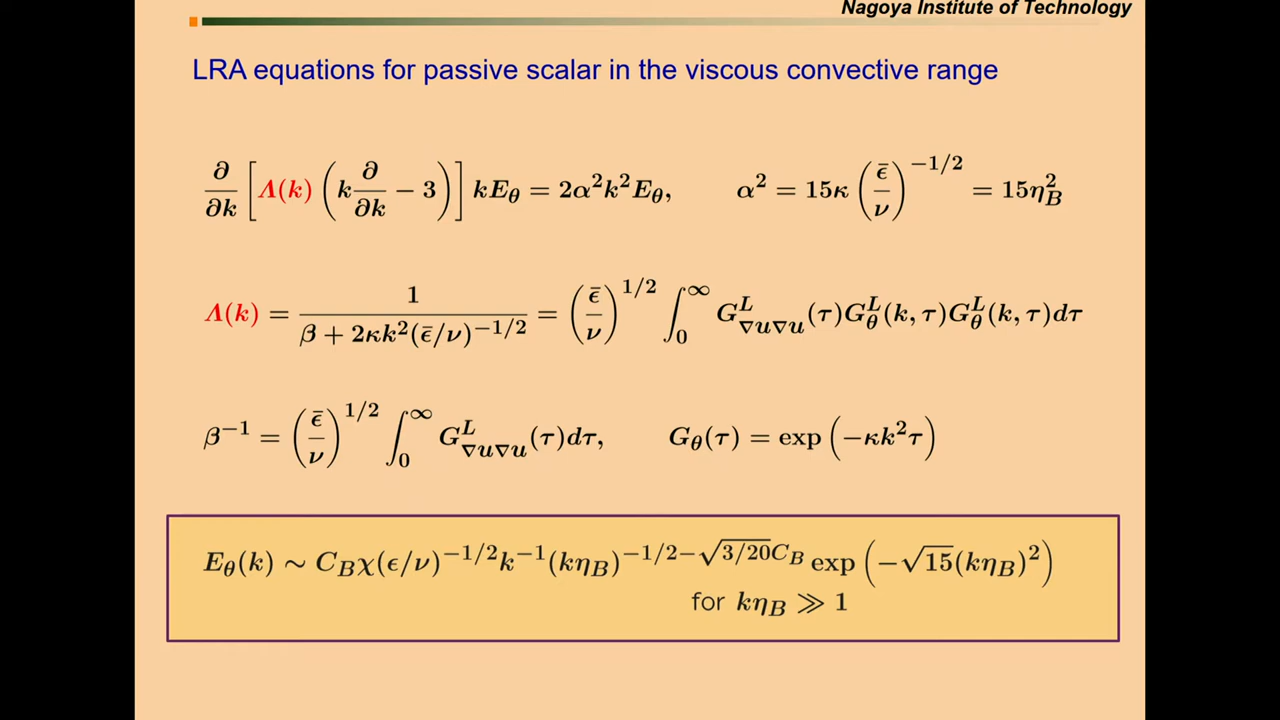 Nagoya Institute of Technology
LRA equations for passive scalar in the viscous convective range
∂/∂k [Λ(k) (k ∂/∂k − 3)] kE_θ = 2α²k²E_θ, α² = 15κ (ε̄/ν)^{−1/2} = 15η_B²
Λ(k) = 1/(β + 2κk²(ε̄/ν)^{−1/2}) = (ε̄/ν)^{1/2} ∫_0^∞ G^L_{∇u∇u}(τ)G^L_θ(k, τ)G^L_θ(k, τ)dτ
β^{−1} = (ε̄/ν)^{1/2} ∫_0^∞ G^L_{∇u∇u}(τ)dτ, G_θ(τ) = exp (−κk²τ)
E_θ(k) ∼ C_Bχ(ϵ/ν)^{−1/2}k^{−1}(kη_B)^{−1/2−√(3/20)C_B} exp (−√15(kη_B)²)
for kη_B ≫ 1